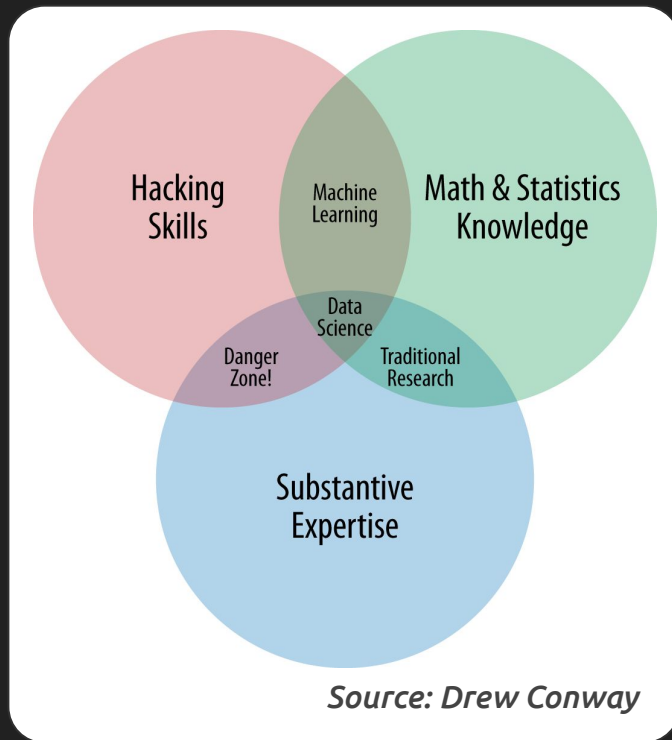 Hacking
Skills
Machine
Learning
Math & Statistics
Knowledge
Data
Science
Danger
Zone!
Traditional
Research
Substantive
Expertise
Source: Drew Conway